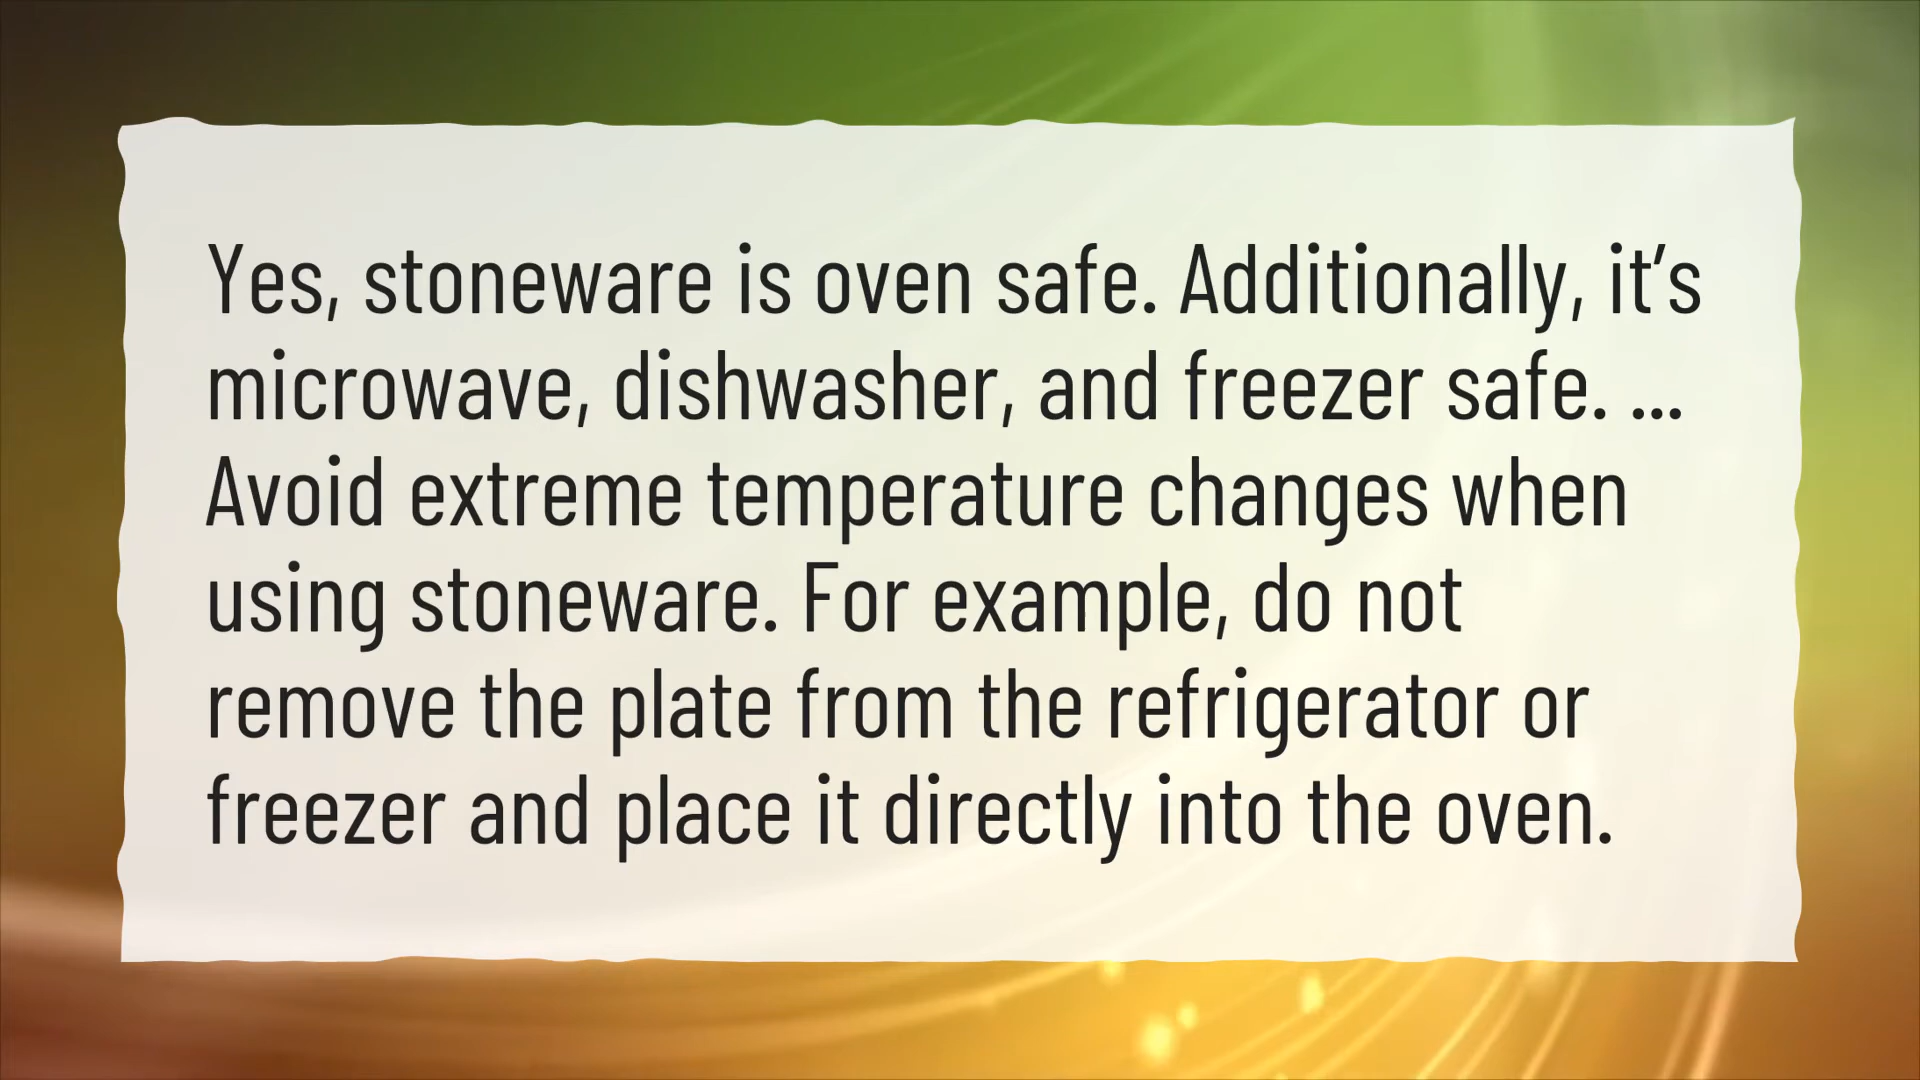 Yes, stoneware is oven safe. Additionally, it’s
microwave, dishwasher, and freezer safe. ...
Avoid extreme temperature changes when
using stoneware. For example, do not
remove the plate from the refrigerator or
freezer and place it directly into the oven.